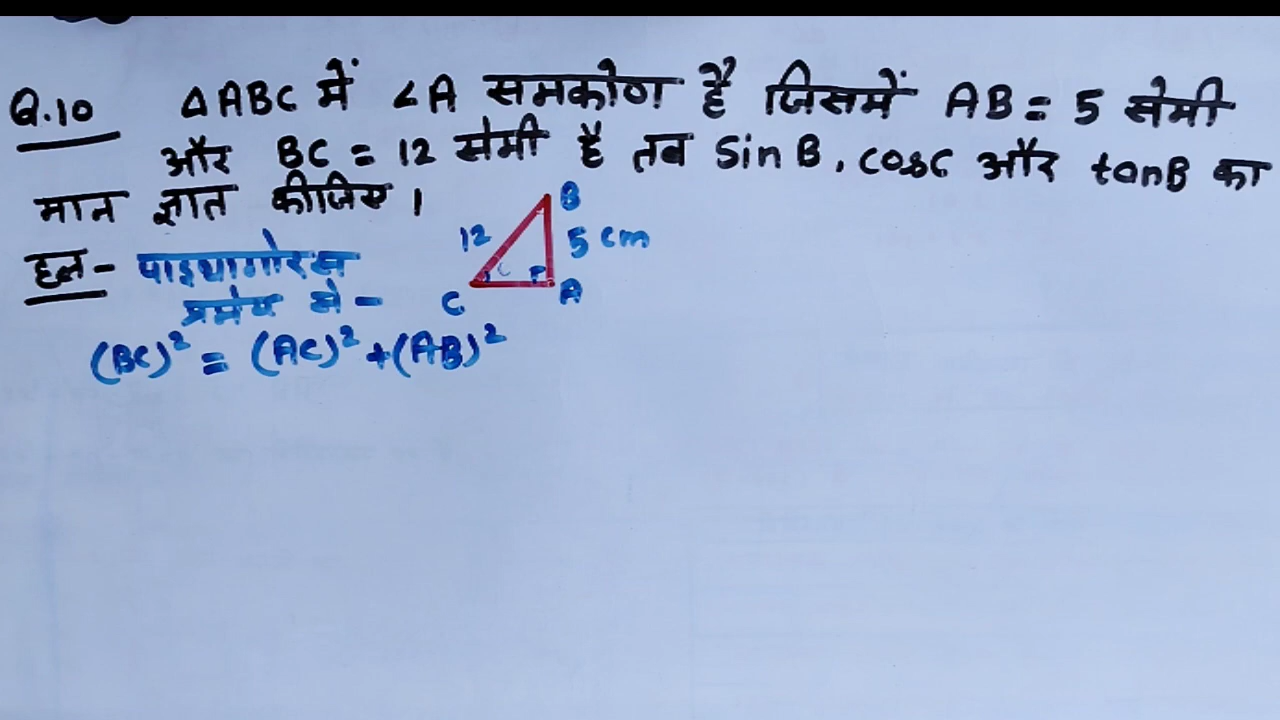 Q.10 ΔABC में ∠A समकोण है जिसमें AB = 5 सेमी
और BC = 12 सेमी है तब SinB, cosC और tanB का
मान ज्ञात कीजिए।
B
12
5 cm
C
C
A
हल- पाइथागोरस
प्रमेय से -
(BC)² = (AC)² + (AB)²